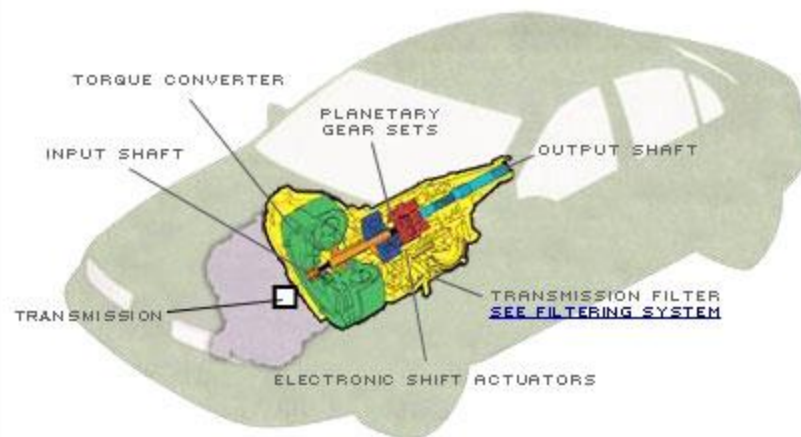 TORQUE CONVERTER
PLANETARY
GEAR SETS
INPUT SHAFT
OUTPUT SHAFT
TRANSMISSION
TRANSMISSION FILTER
SEE FILTERING SYSTEM
ELECTRONIC SHIFT ACTUATORS